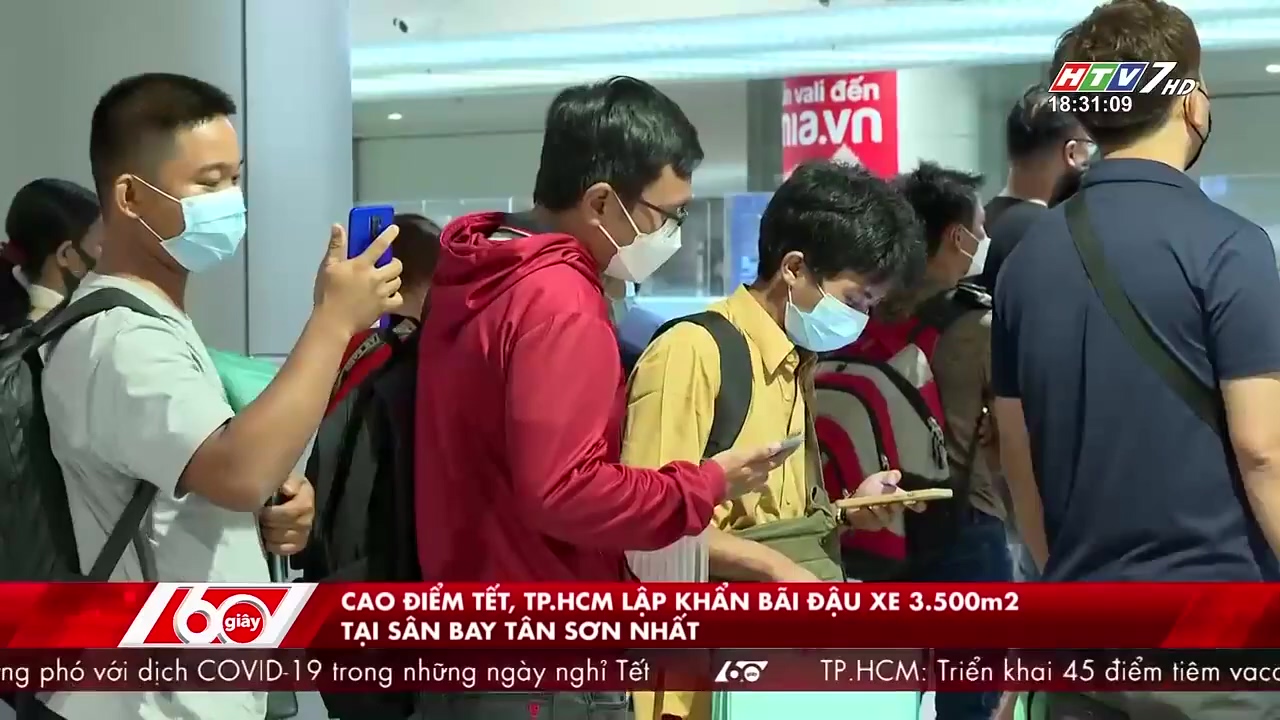 n vali đến
nia.vn
HTV7 HD
18:31:09
60 giây
CAO ĐIỂM TẾT, TP.HCM LẬP KHẨN BÃI ĐẬU XE 3.500m2
TẠI SÂN BAY TÂN SƠN NHẤT
ng phó với dịch COVID-19 trong những ngày nghỉ Tết
60
TP.HCM: Triển khai 45 điểm tiêm vacc